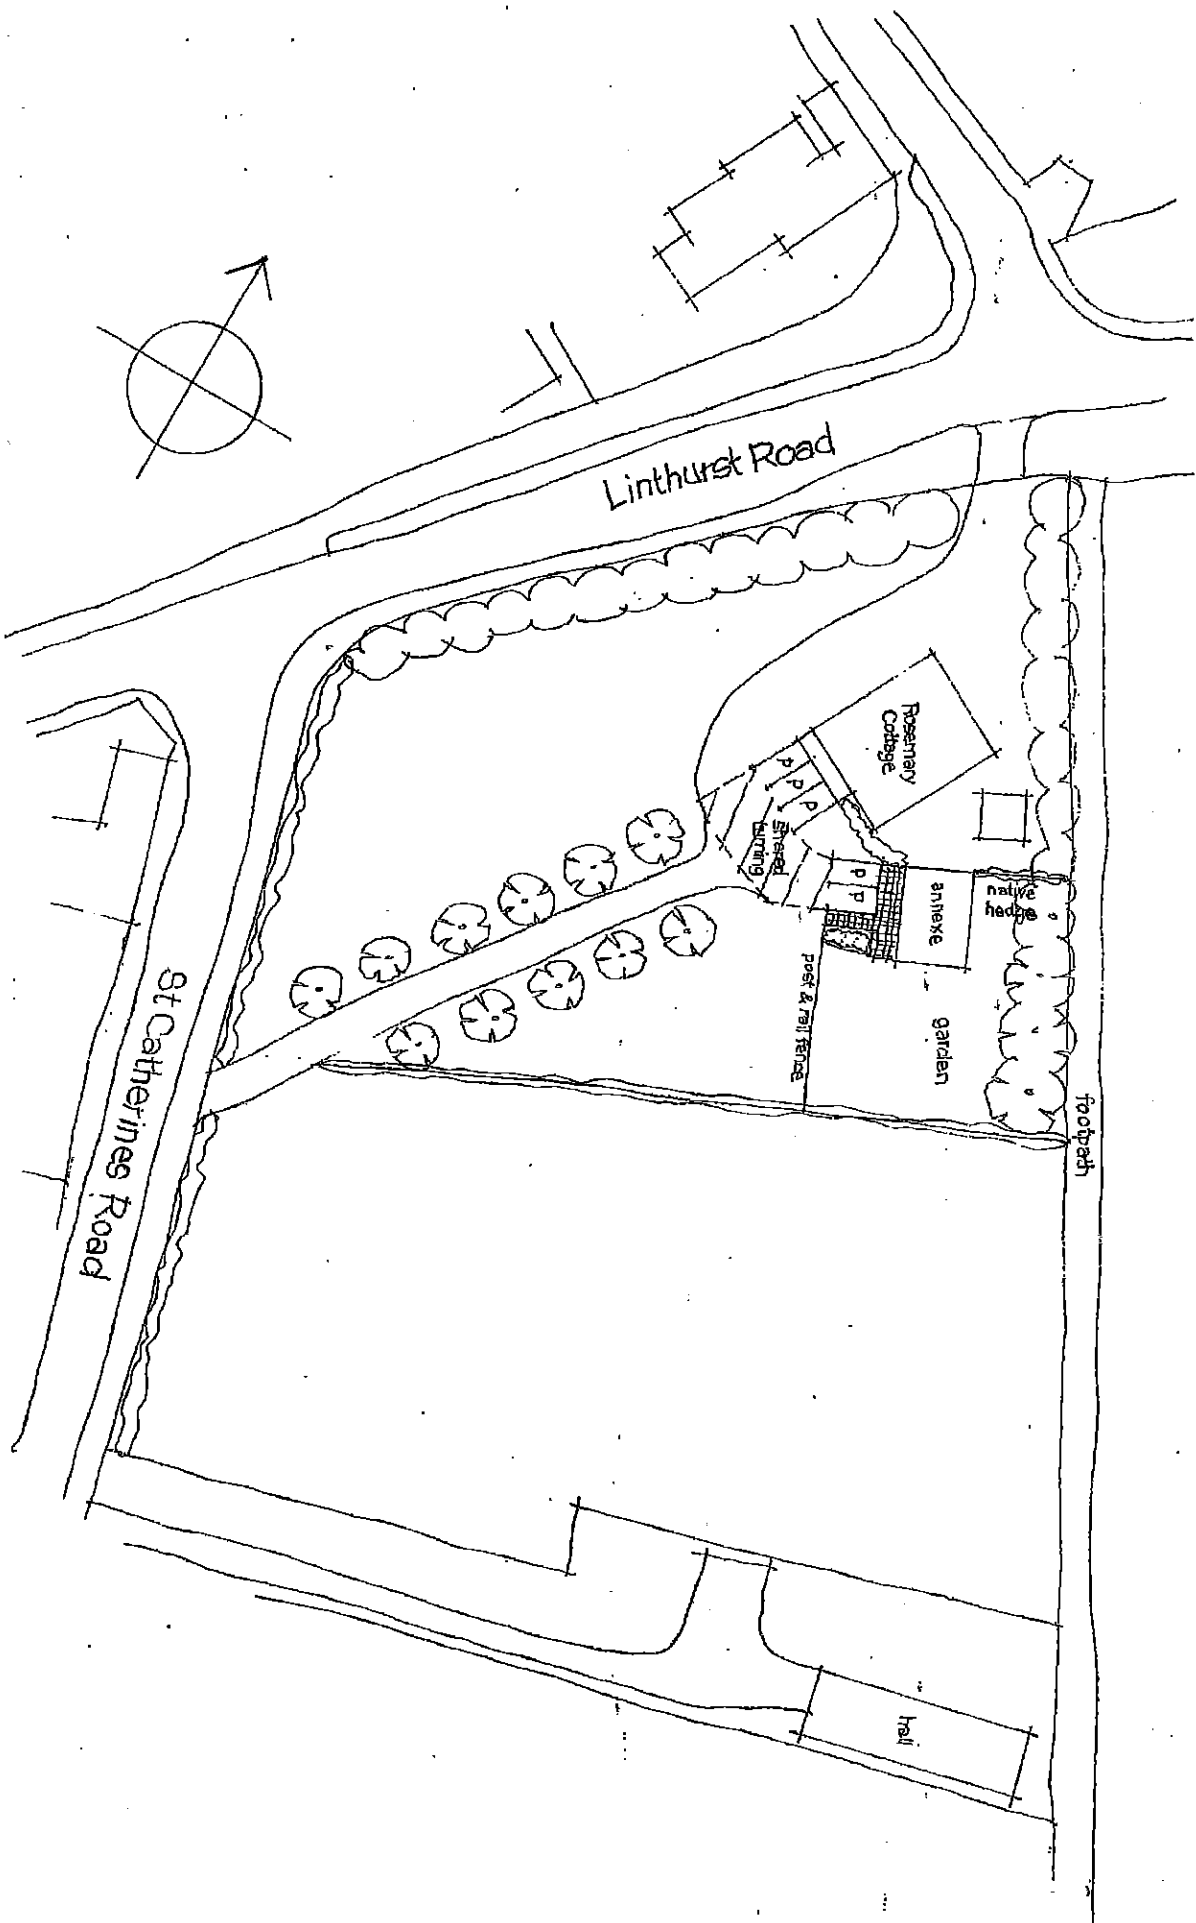 Linthurst Road
Rosemary
Cottage
P
P
P
shared
turning
P
P
annexe
native
hedge
post & rail fence
garden
footpath
St Catherines Road
hall